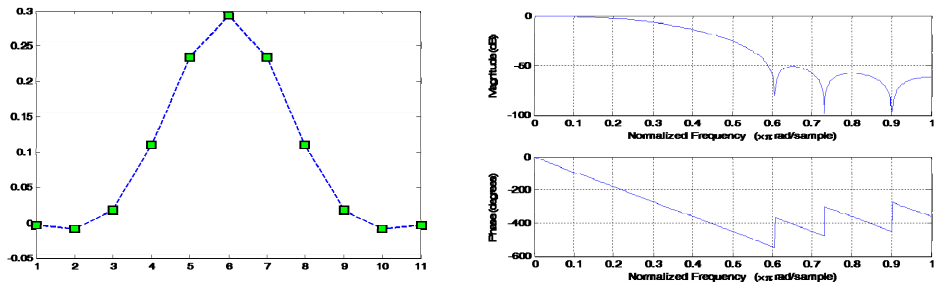 0.3
0.25
0.2
0.15
0.1
0.05
0
-0.05
1 2 3 4 5 6 7 8 9 10 11
Magnitude (dB)
0
-50
-100
0 0.1 0.2 0.3 0.4 0.5 0.6 0.7 0.8 0.9 1
Normalized Frequency (×π rad/sample)
Phase (degrees)
0
-200
-400
-600
0 0.1 0.2 0.3 0.4 0.5 0.6 0.7 0.8 0.9 1
Normalized Frequency (×π rad/sample)